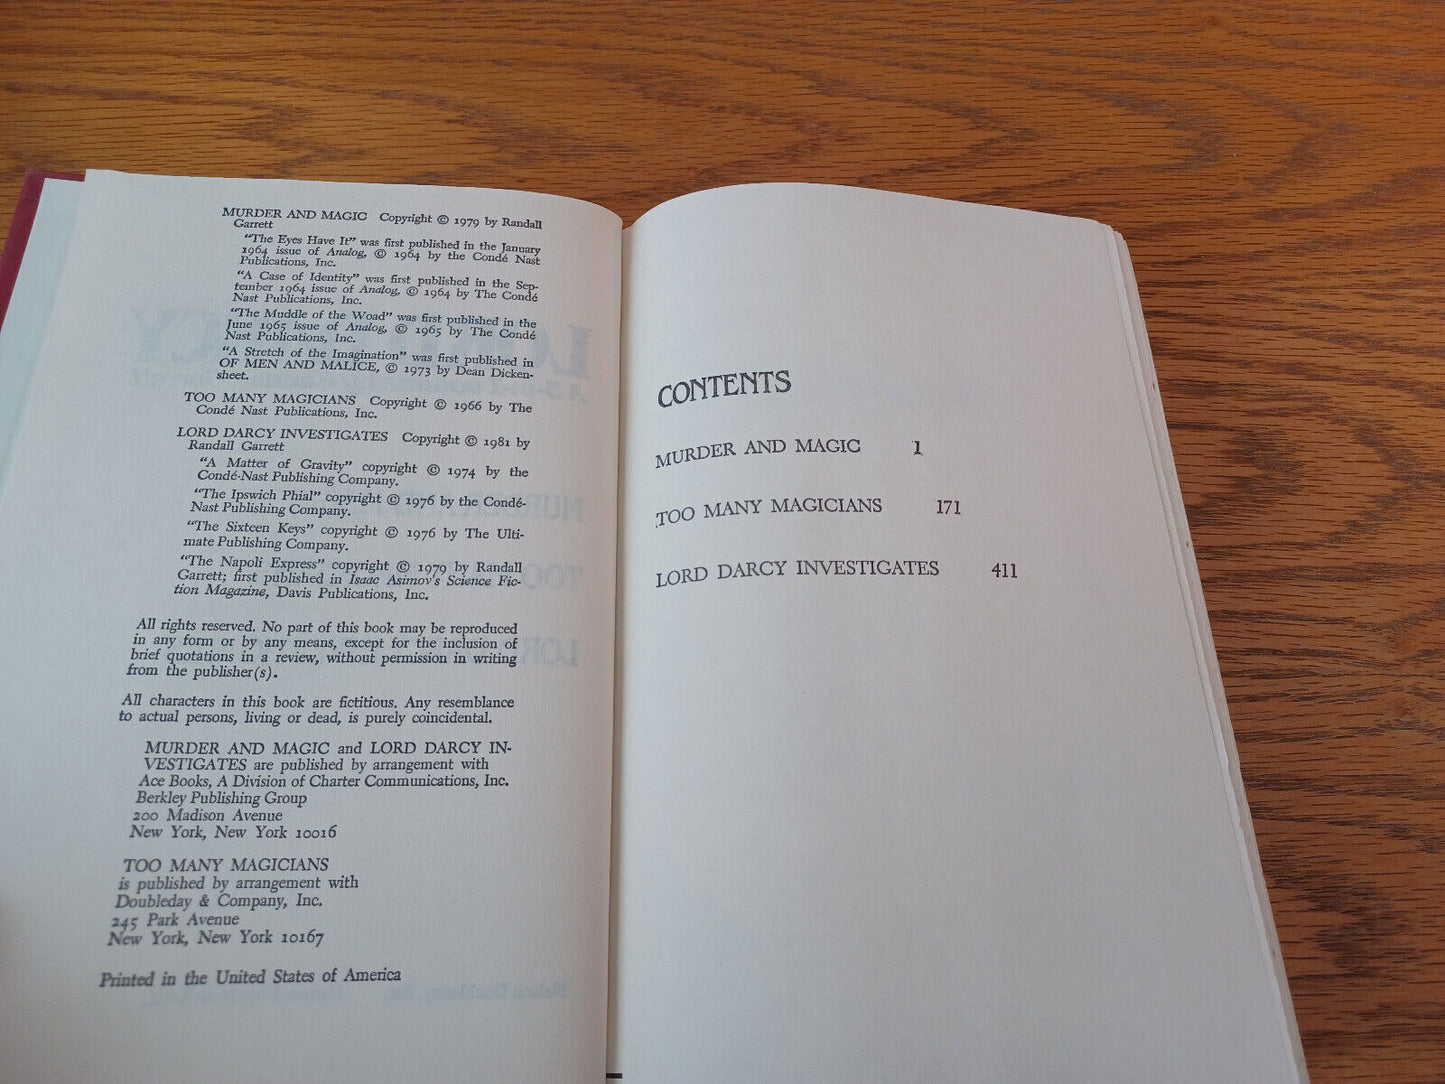 MURDER AND MAGIC Copyright © 1979 by Randall
Garrett
"The Eyes Have It" was first published in the January
1964 issue of Analog, © 1964 by the Condé Nast
Publications, Inc.
"A Case of Identity" was first published in the Sep-
tember 1964 issue of Analog, © 1964 by The Condé
Nast Publications, Inc.
"The Muddle of the Woad" was first published in the
June 1965 issue of Analog, © 1965 by The Condé
Nast Publications, Inc.
"A Stretch of the Imagination" was first published in
OF MEN AND MALICE, © 1973 by Dean Dicken-
sheet.
TOO MANY MAGICIANS Copyright © 1966 by The
Condé Nast Publications, Inc.
LORD DARCY INVESTIGATES Copyright © 1981 by
Randall Garrett
"A Matter of Gravity" copyright © 1974 by the
Condé-Nast Publishing Company.
"The Ipswich Phial" copyright © 1976 by the Condé-
Nast Publishing Company.
"The Sixteen Keys" copyright © 1976 by The Ulti-
mate Publishing Company.
"The Napoli Express" copyright © 1979 by Randall
Garrett; first published in Isaac Asimov's Science Fic-
tion Magazine, Davis Publications, Inc.
All rights reserved. No part of this book may be reproduced
in any form or by any means, except for the inclusion of
brief quotations in a review, without permission in writing
from the publisher(s).
All characters in this book are fictitious. Any resemblance
to actual persons, living or dead, is purely coincidental.
MURDER AND MAGIC and LORD DARCY IN-
VESTIGATES are published by arrangement with
Ace Books, A Division of Charter Communications, Inc.
Berkley Publishing Group
200 Madison Avenue
New York, New York 10016
TOO MANY MAGICIANS
is published by arrangement with
Doubleday & Company, Inc.
245 Park Avenue
New York, New York 10167
Printed in the United States of America
CONTENTS
MURDER AND MAGIC 1
TOO MANY MAGICIANS 171
LORD DARCY INVESTIGATES 411